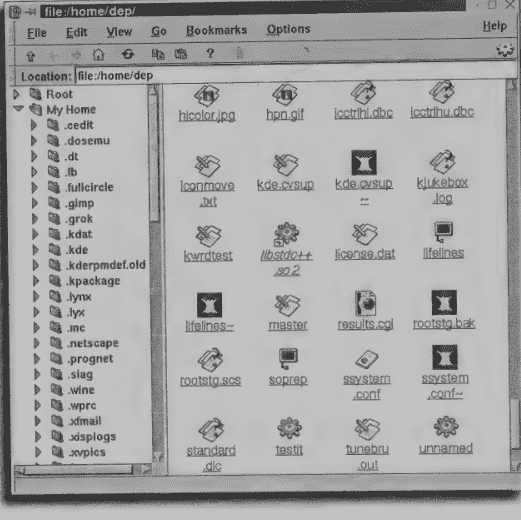 file:/home/dep/
File Edit View Go Bookmarks Options Help
Location: file:/home/dep
Root
My Home
.cedit
.dosemu
.dt
.fb
.fullcircle
.gimp
.grok
.kdat
.kde
.kderpmdef.old
.kpackage
.lynx
.lyx
.mc
.netscape
.prognet
.siag
.wine
.wprc
.xfmail
.xisplogs
.xvpics
hicolor.jpg hpn.gif icctrlhi.dbc icctrlhu.dbc
iconmove kde.cvsup kde.cvsup kjukebox
.txt ~ .log
kwrdtest libstdc++ license.dat lifelines
.so.2
lifelines~ master results.cgi rootstg.bak
rootstg.scs soprep ssystem ssystem
.conf .conf~
standard testit tunebru unnamed
.dic .out